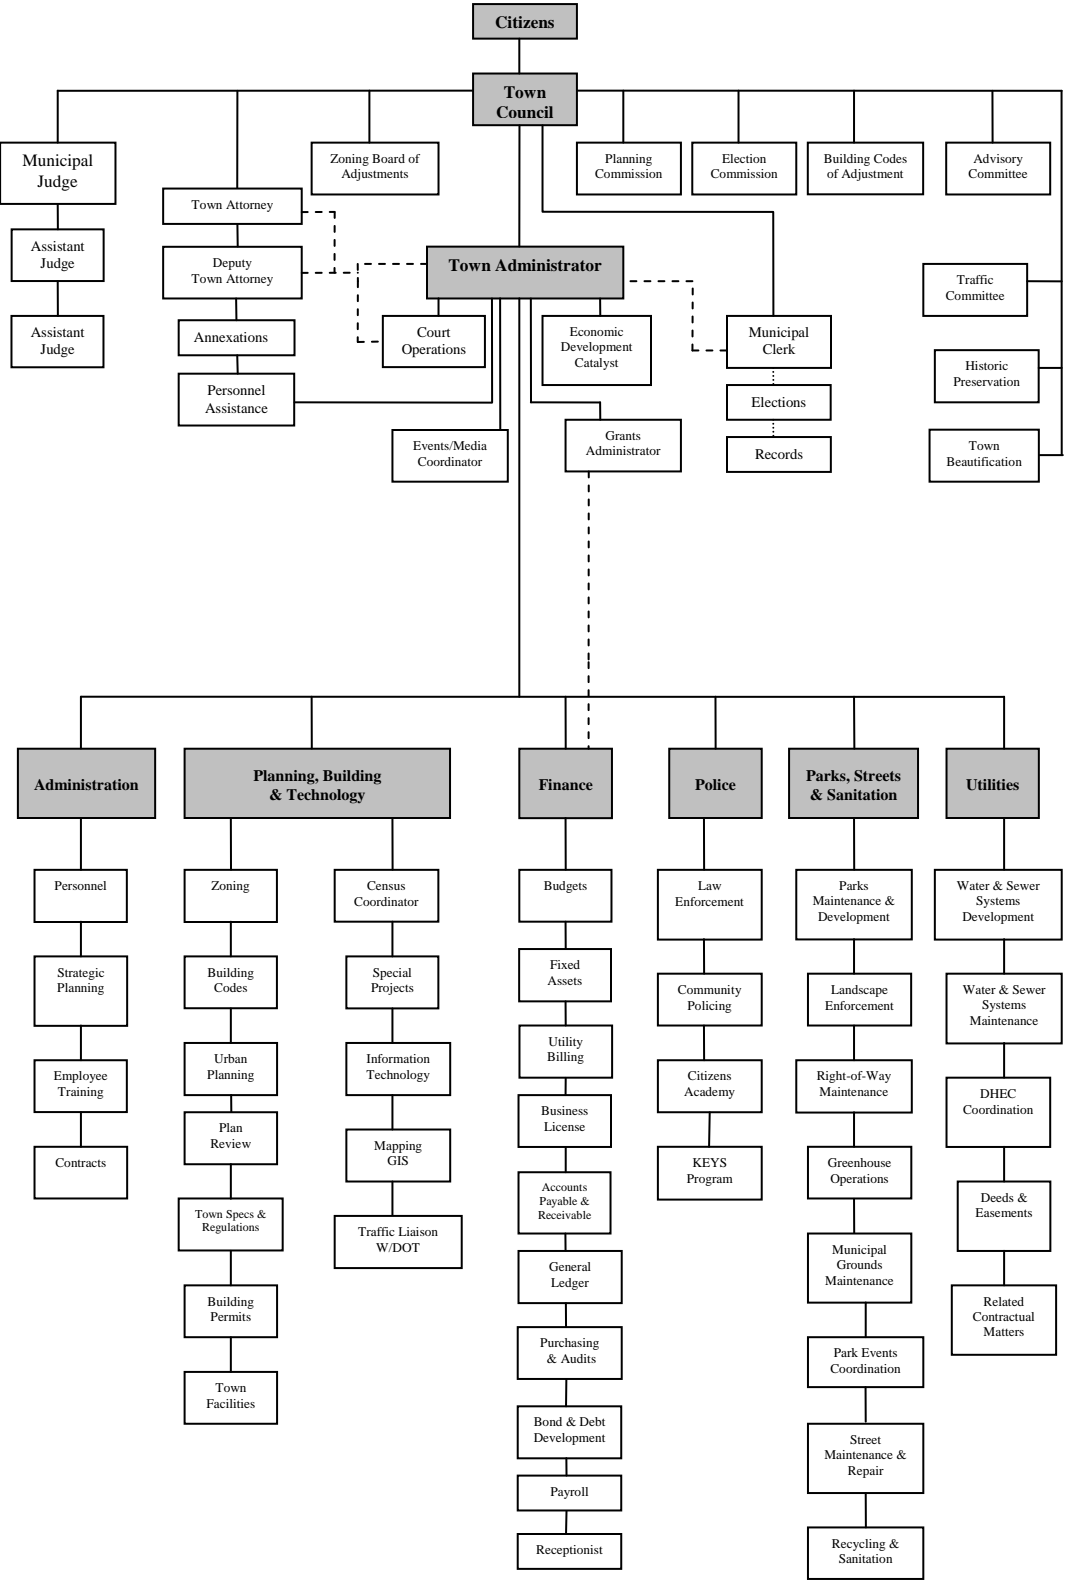 Citizens
Town
Council
Municipal
Judge
Zoning Board of
Adjustments
Planning
Commission
Election
Commission
Building Codes
of Adjustment
Advisory
Committee
Town Attorney
Assistant
Judge
Deputy
Town Attorney
Town Administrator
Traffic
Committee
Assistant
Judge
Annexations
Court
Operations
Economic
Development
Catalyst
Municipal
Clerk
Historic
Preservation
Personnel
Assistance
Elections
Events/Media
Coordinator
Grants
Administrator
Records
Town
Beautification
Administration
Planning, Building
& Technology
Finance
Police
Parks, Streets
& Sanitation
Utilities
Personnel
Strategic
Planning
Employee
Training
Contracts
Zoning
Building
Codes
Urban
Planning
Plan
Review
Town Specs &
Regulations
Building
Permits
Town
Facilities
Census
Coordinator
Special
Projects
Information
Technology
Mapping
GIS
Traffic Liaison
W/DOT
Budgets
Fixed
Assets
Utility
Billing
Business
License
Accounts
Payable &
Receivable
General
Ledger
Purchasing
& Audits
Bond & Debt
Development
Payroll
Receptionist
Law
Enforcement
Community
Policing
Citizens
Academy
KEYS
Program
Parks
Maintenance &
Development
Landscape
Enforcement
Right-of-Way
Maintenance
Greenhouse
Operations
Municipal
Grounds
Maintenance
Park Events
Coordination
Street
Maintenance &
Repair
Recycling &
Sanitation
Water & Sewer
Systems
Development
Water & Sewer
Systems
Maintenance
DHEC
Coordination
Deeds &
Easements
Related
Contractual
Matters